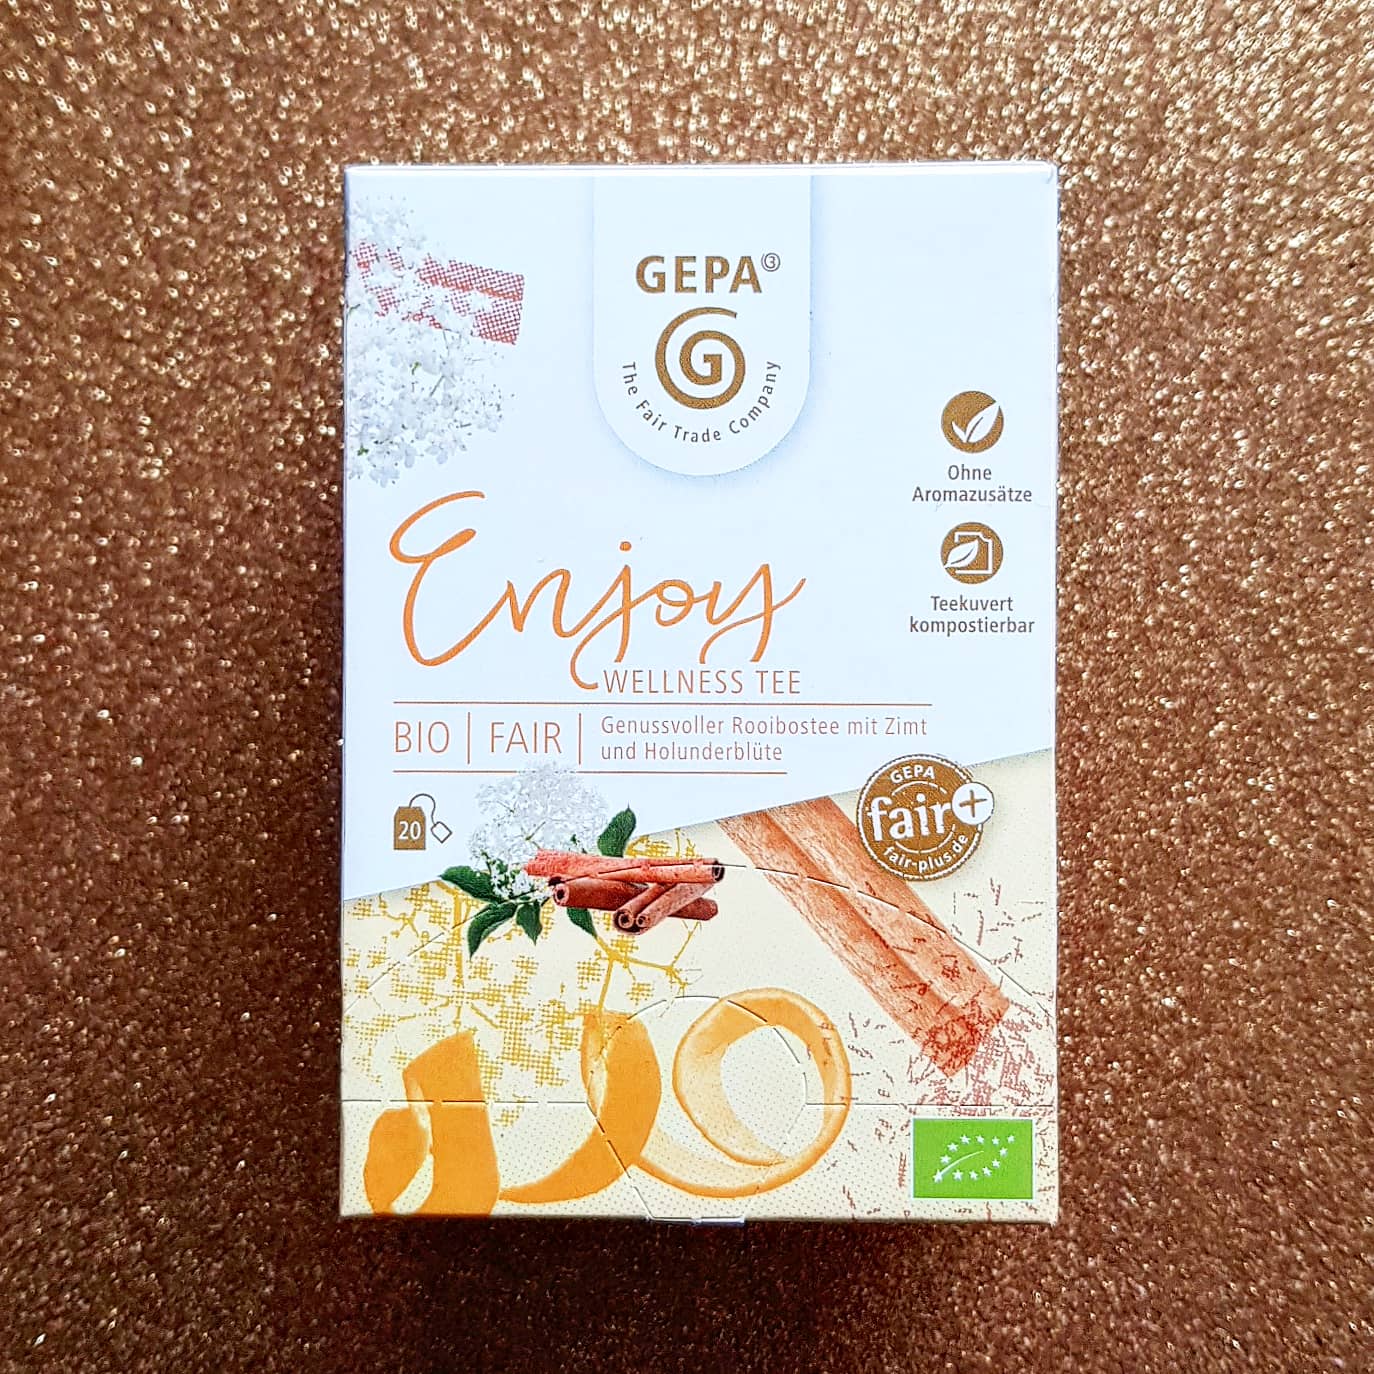 GEPA③
G
The Fair Trade Company
Ohne
Aromazusätze
Teekuvert
kompostierbar
Enjoy
WELLNESS TEE
BIO | FAIR | Genussvoller Rooibostee mit Zimt
und Holunderblüte
20
GEPA
fair+
fair-plus.de